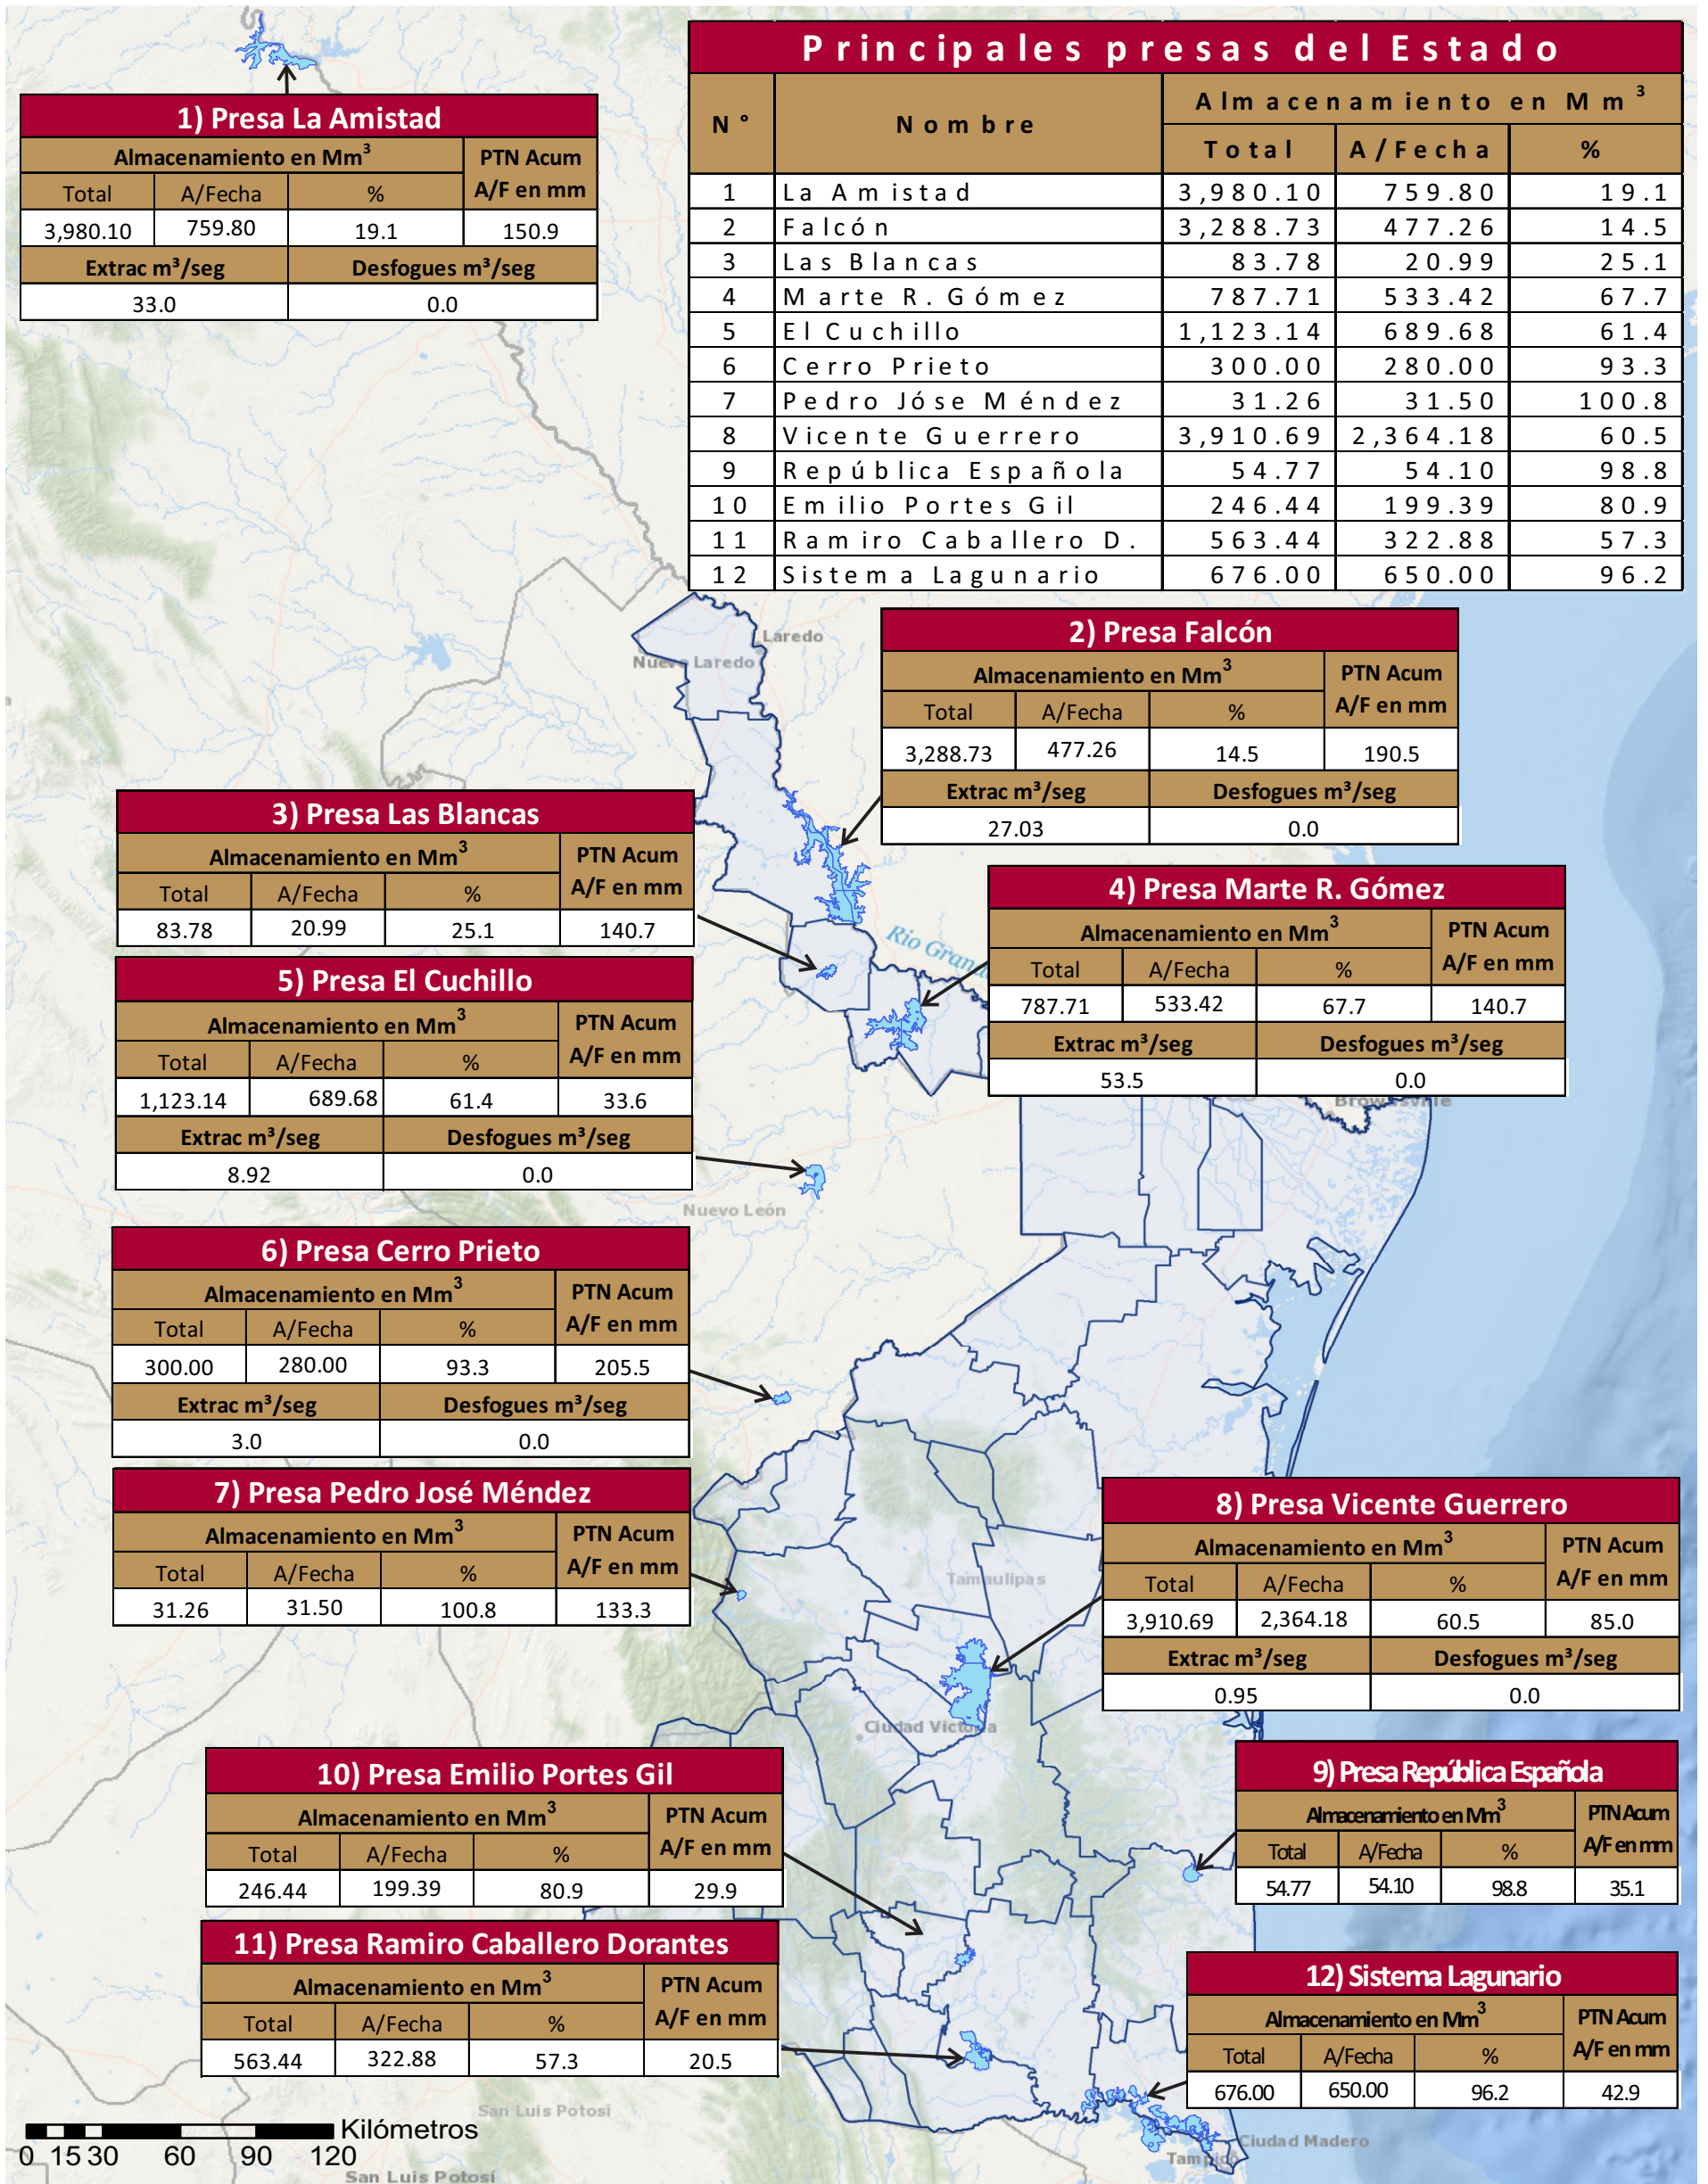 Principales presas del Estado
N° Nombre Almacenamiento en Mm³
Total A/Fecha %
1 La Amistad 3,980.10 759.80 19.1
2 Falcón 3,288.73 477.26 14.5
3 Las Blancas 83.78 20.99 25.1
4 Marte R. Gómez 787.71 533.42 67.7
5 El Cuchillo 1,123.14 689.68 61.4
6 Cerro Prieto 300.00 280.00 93.3
7 Pedro Jóse Méndez 31.26 31.50 100.8
8 Vicente Guerrero 3,910.69 2,364.18 60.5
9 República Española 54.77 54.10 98.8
10 Emilio Portes Gil 246.44 199.39 80.9
11 Ramiro Caballero D. 563.44 322.88 57.3
12 Sistema Lagunario 676.00 650.00 96.2
1) Presa La Amistad
Almacenamiento en Mm³ PTN Acum
Total A/Fecha % A/F en mm
3,980.10 759.80 19.1 150.9
Extrac m³/seg Desfogues m³/seg
33.0 0.0
Laredo
Nuevo Laredo
2) Presa Falcón
Almacenamiento en Mm³ PTN Acum
Total A/Fecha % A/F en mm
3,288.73 477.26 14.5 190.5
Extrac m³/seg Desfogues m³/seg
27.03 0.0
3) Presa Las Blancas
Almacenamiento en Mm³ PTN Acum
Total A/Fecha % A/F en mm
83.78 20.99 25.1 140.7
Rio Gran
4) Presa Marte R. Gómez
Almacenamiento en Mm³ PTN Acum
Total A/Fecha % A/F en mm
787.71 533.42 67.7 140.7
Extrac m³/seg Desfogues m³/seg
53.5 0.0
Brownsville
5) Presa El Cuchillo
Almacenamiento en Mm³ PTN Acum
Total A/Fecha % A/F en mm
1,123.14 689.68 61.4 33.6
Extrac m³/seg Desfogues m³/seg
8.92 0.0
Nuevo León
6) Presa Cerro Prieto
Almacenamiento en Mm³ PTN Acum
Total A/Fecha % A/F en mm
300.00 280.00 93.3 205.5
Extrac m³/seg Desfogues m³/seg
3.0 0.0
7) Presa Pedro José Méndez
Almacenamiento en Mm³ PTN Acum
Total A/Fecha % A/F en mm
31.26 31.50 100.8 133.3
Tamaulipas
8) Presa Vicente Guerrero
Almacenamiento en Mm³ PTN Acum
Total A/Fecha % A/F en mm
3,910.69 2,364.18 60.5 85.0
Extrac m³/seg Desfogues m³/seg
0.95 0.0
Ciudad Victoria
9) Presa República Española
Almacenamiento en Mm³ PTN Acum
Total A/Fecha % A/F en mm
54.77 54.10 98.8 35.1
10) Presa Emilio Portes Gil
Almacenamiento en Mm³ PTN Acum
Total A/Fecha % A/F en mm
246.44 199.39 80.9 29.9
11) Presa Ramiro Caballero Dorantes
Almacenamiento en Mm³ PTN Acum
Total A/Fecha % A/F en mm
563.44 322.88 57.3 20.5
12) Sistema Lagunario
Almacenamiento en Mm³ PTN Acum
Total A/Fecha % A/F en mm
676.00 650.00 96.2 42.9
San Luis Potosí
Ciudad Madero
Tampico
Kilómetros
0 15 30 60 90 120
San Luis Potosí